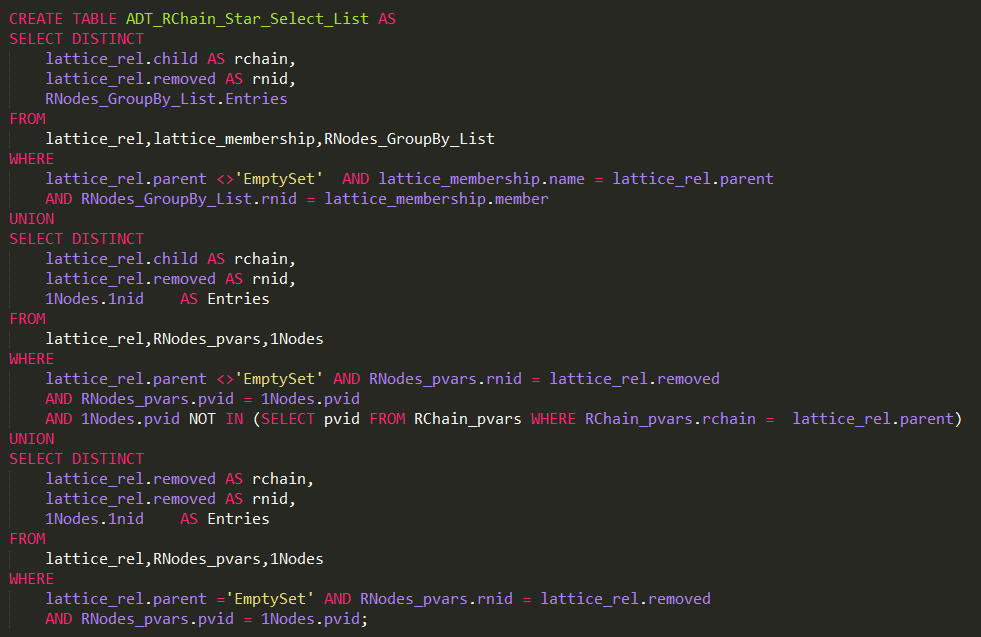 CREATE TABLE ADT_RChain_Star_Select_List AS
SELECT DISTINCT
    lattice_rel.child AS rchain,
    lattice_rel.removed AS rnid,
    RNodes_GroupBy_List.Entries
FROM
    lattice_rel,lattice_membership,RNodes_GroupBy_List
WHERE
    lattice_rel.parent <>'EmptySet'  AND lattice_membership.name = lattice_rel.parent
    AND RNodes_GroupBy_List.rnid = lattice_membership.member
UNION
SELECT DISTINCT
    lattice_rel.child AS rchain,
    lattice_rel.removed AS rnid,
    1Nodes.1nid    AS Entries
FROM
    lattice_rel,RNodes_pvars,1Nodes
WHERE
    lattice_rel.parent <>'EmptySet' AND RNodes_pvars.rnid = lattice_rel.removed
    AND RNodes_pvars.pvid = 1Nodes.pvid
    AND 1Nodes.pvid NOT IN (SELECT pvid FROM RChain_pvars WHERE RChain_pvars.rchain =  lattice_rel.parent)
UNION
SELECT DISTINCT
    lattice_rel.removed AS rchain,
    lattice_rel.removed AS rnid,
    1Nodes.1nid    AS Entries
FROM
    lattice_rel,RNodes_pvars,1Nodes
WHERE
    lattice_rel.parent ='EmptySet' AND RNodes_pvars.rnid = lattice_rel.removed
    AND RNodes_pvars.pvid = 1Nodes.pvid;